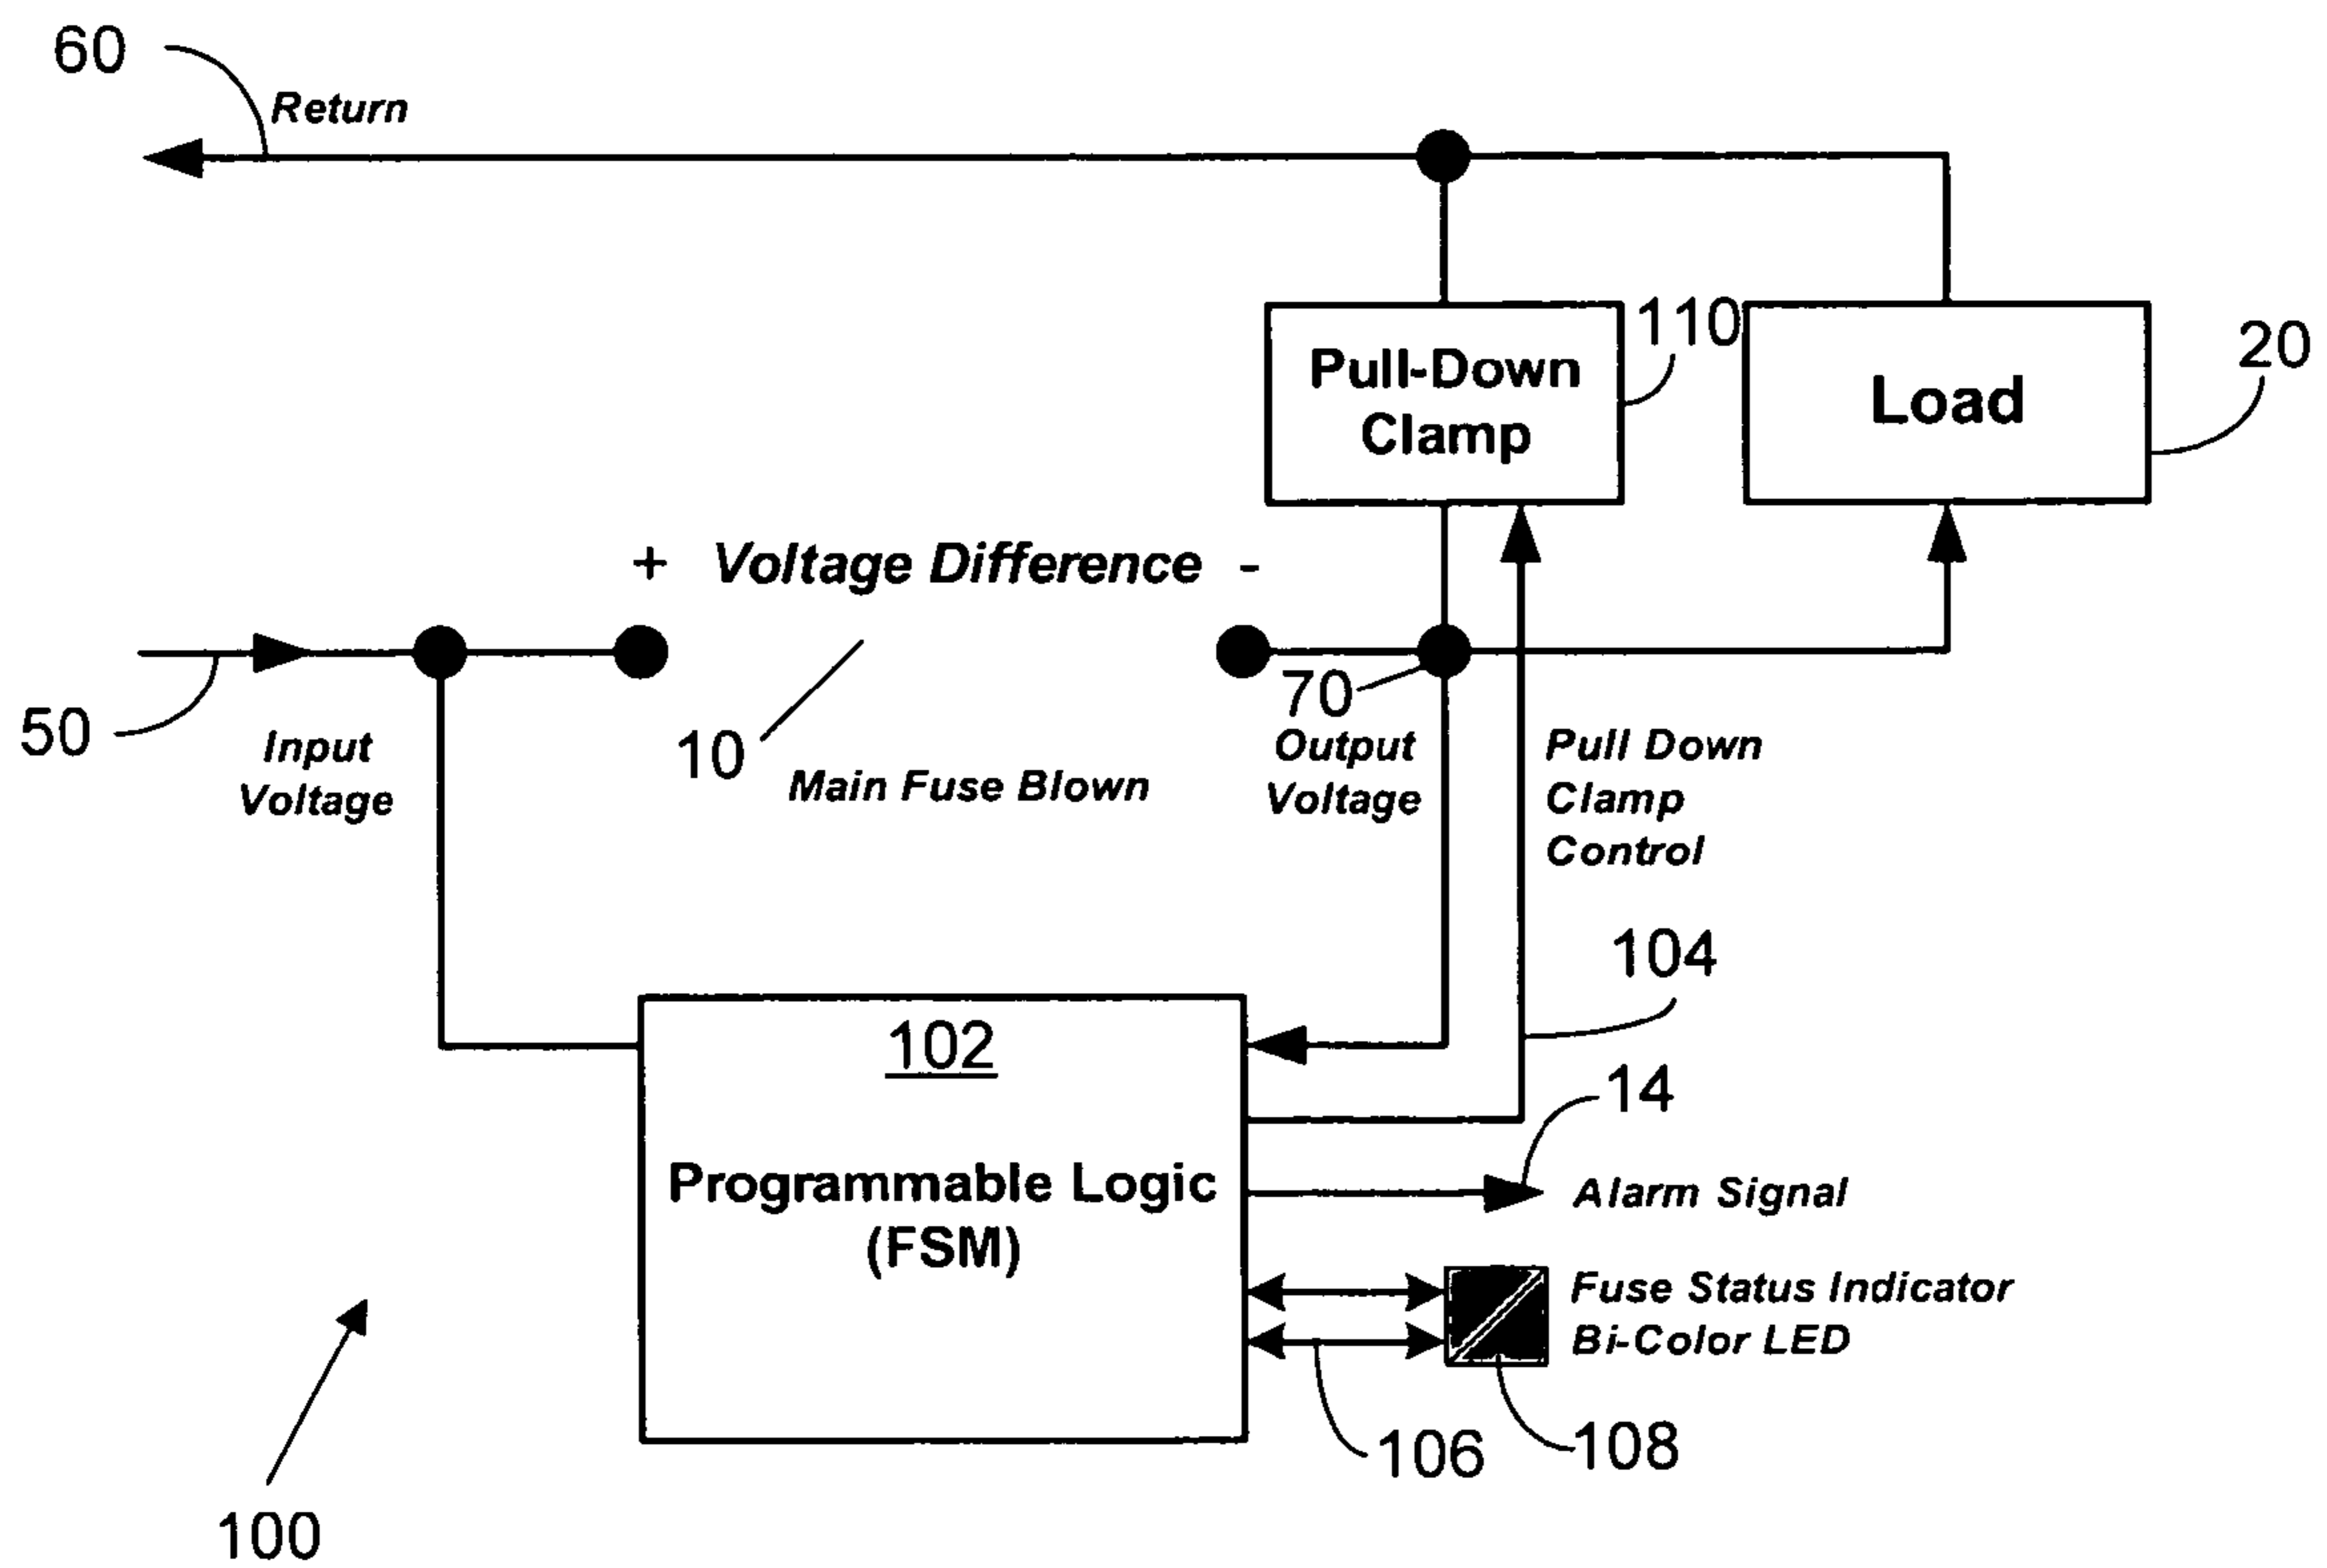 60
Return
110
20
Pull-Down
Clamp
Load
+ Voltage Difference -
50
Input
Voltage
10
Main Fuse Blown
70
Output
Voltage
Pull Down
Clamp
Control
104
102
14
Programmable Logic
(FSM)
Alarm Signal
Fuse Status Indicator
Bi-Color LED
106
108
100